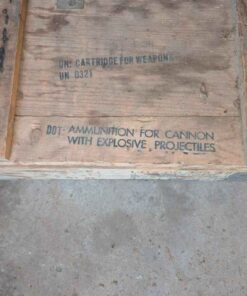 UN: CARTRIDGE FOR WEAPONS
UN 0321
DOT: AMMUNITION FOR CANNON
WITH EXPLOSIVE PROJECTILES